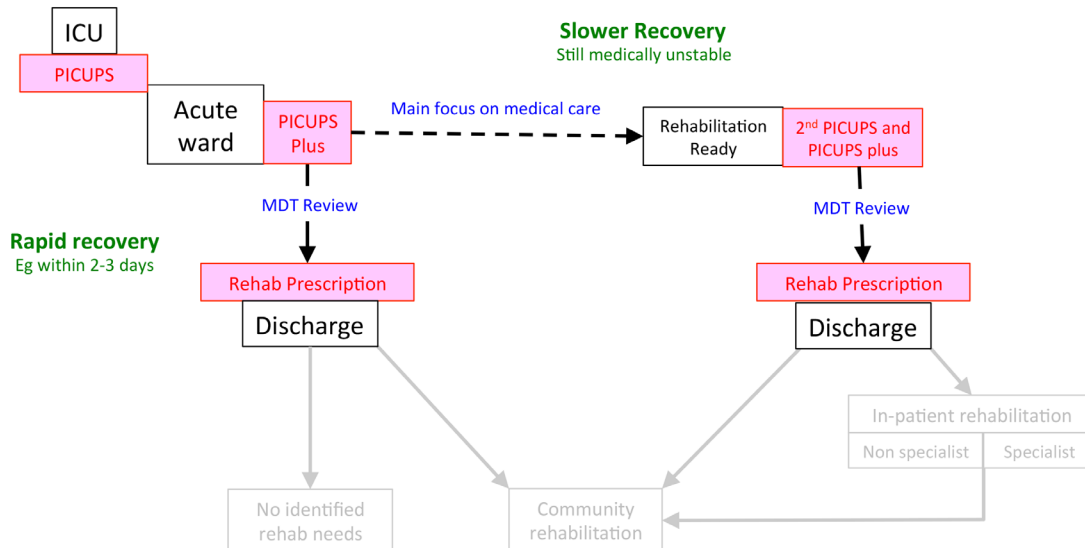 ICU
PICUPS
Acute
ward
PICUPS
Plus
Main focus on medical care
Slower Recovery
Still medically unstable
Rehabilitation
Ready
2nd PICUPS and
PICUPS plus
MDT Review
MDT Review
Rapid recovery
Eg within 2-3 days
Rehab Prescription
Discharge
Rehab Prescription
Discharge
In-patient rehabilitation
Non specialist
Specialist
No identified
rehab needs
Community
rehabilitation